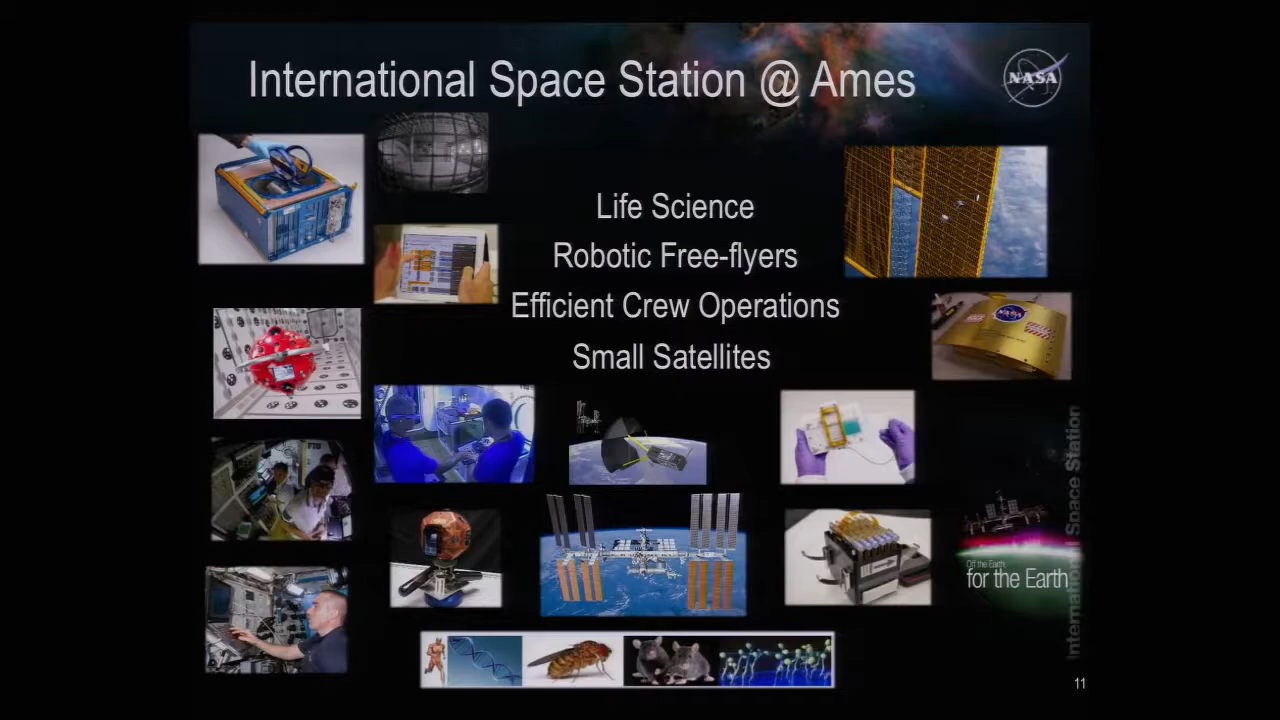 International Space Station @ Ames
NASA
Life Science
Robotic Free-flyers
Efficient Crew Operations
Small Satellites
NASA
International Space Station
Off the Earth,
for the Earth
11